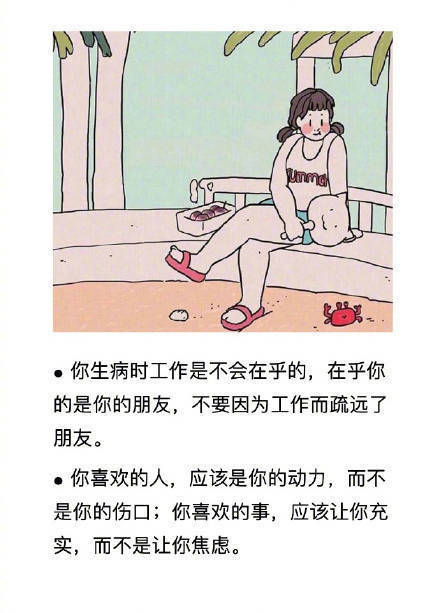 Yummy
● 你生病时工作是不会在乎的，在乎你
的是你的朋友，不要因为工作而疏远了
朋友。
● 你喜欢的人，应该是你的动力，而不
是你的伤口；你喜欢的事，应该让你充
实，而不是让你焦虑。